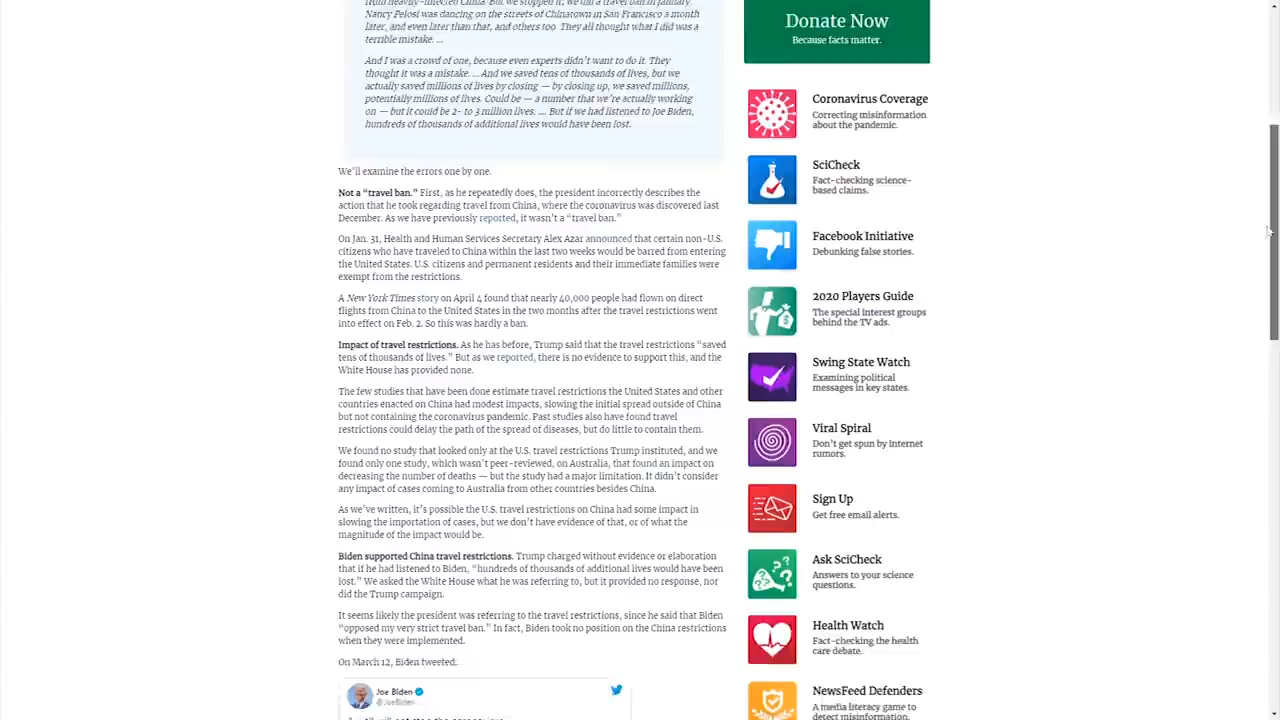 from heavily-infected China. But we stopped it; we did a travel ban in January.
Nancy Pelosi was dancing on the streets of Chinatown in San Francisco a month
later, and even later than that, and others too. They all thought what I did was a
terrible mistake. …
And I was a crowd of one, because even experts didn't want to do it. They
thought it was a mistake. … And we saved tens of thousands of lives, but we
actually saved millions of lives by closing — by closing up, we saved millions,
potentially millions of lives. Could be — a number that we're actually working
on — but it could be 2- to 3 million lives. … But if we had listened to Joe Biden,
hundreds of thousands of additional lives would have been lost.
We'll examine the errors one by one.
Not a "travel ban." First, as he repeatedly does, the president incorrectly describes the
action that he took regarding travel from China, where the coronavirus was discovered last
December. As we have previously reported, it wasn't a "travel ban."
On Jan. 31, Health and Human Services Secretary Alex Azar announced that certain non-U.S.
citizens who have traveled to China within the last two weeks would be barred from entering
the United States. U.S. citizens and permanent residents and their immediate families were
exempt from the restrictions.
A New York Times story on April 4 found that nearly 40,000 people had flown on direct
flights from China to the United States in the two months after the travel restrictions went
into effect on Feb. 2. So this was hardly a ban.
Impact of travel restrictions. As he has before, Trump said that the travel restrictions "saved
tens of thousands of lives." But as we reported, there is no evidence to support this, and the
White House has provided none.
The few studies that have been done estimate travel restrictions the United States and other
countries enacted on China had modest impacts, slowing the initial spread outside of China
but not containing the coronavirus pandemic. Past studies also have found travel
restrictions could delay the path of the spread of diseases, but do little to contain them.
We found no study that looked only at the U.S. travel restrictions Trump instituted, and we
found only one study, which wasn't peer-reviewed, on Australia, that found an impact on
decreasing the number of deaths — but the study had a major limitation. It didn't consider
any impact of cases coming to Australia from other countries besides China.
As we've written, it's possible the U.S. travel restrictions on China had some impact in
slowing the importation of cases, but we don't have evidence of that, or of what the
magnitude of the impact would be.
Biden supported China travel restrictions. Trump charged without evidence or elaboration
that if he had listened to Biden, "hundreds of thousands of additional lives would have been
lost." We asked the White House what he was referring to, but it provided no response, nor
did the Trump campaign.
It seems likely the president was referring to the travel restrictions, since he said that Biden
"opposed my very strict travel ban." In fact, Biden took no position on the China restrictions
when they were implemented.
On March 12, Biden tweeted:
Joe Biden
@JoeBiden
Donate Now
Because facts matter.
Coronavirus Coverage
Correcting misinformation
about the pandemic.
SciCheck
Fact-checking science-
based claims.
Facebook Initiative
Debunking false stories.
2020 Players Guide
The special interest groups
behind the TV ads.
Swing State Watch
Examining political
messages in key states.
Viral Spiral
Don't get spun by Internet
rumors.
Sign Up
Get free email alerts.
Ask SciCheck
Answers to your science
questions.
Health Watch
Fact-checking the health
care debate.
NewsFeed Defenders
A media literacy game to
detect misinformation.